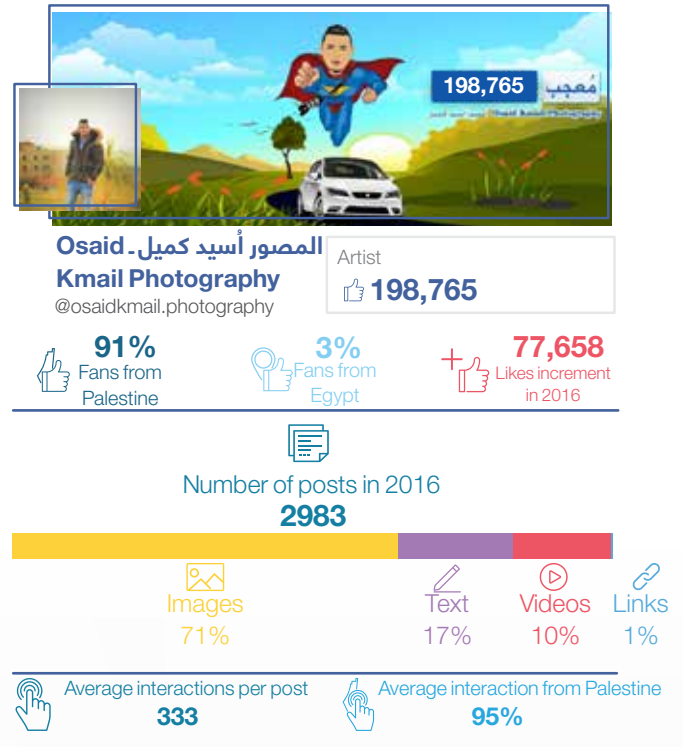 198,765 مُعجب
المصور أسيد كميل - Osaid
Kmail Photography
@osaidkmail.photography
Artist
198,765
91%
Fans from
Palestine
3%
Fans from
Egypt
77,658
Likes increment
in 2016
Number of posts in 2016
2983
Images
71%
Text
17%
Videos
10%
Links
1%
Average interactions per post
333
Average interaction from Palestine
95%